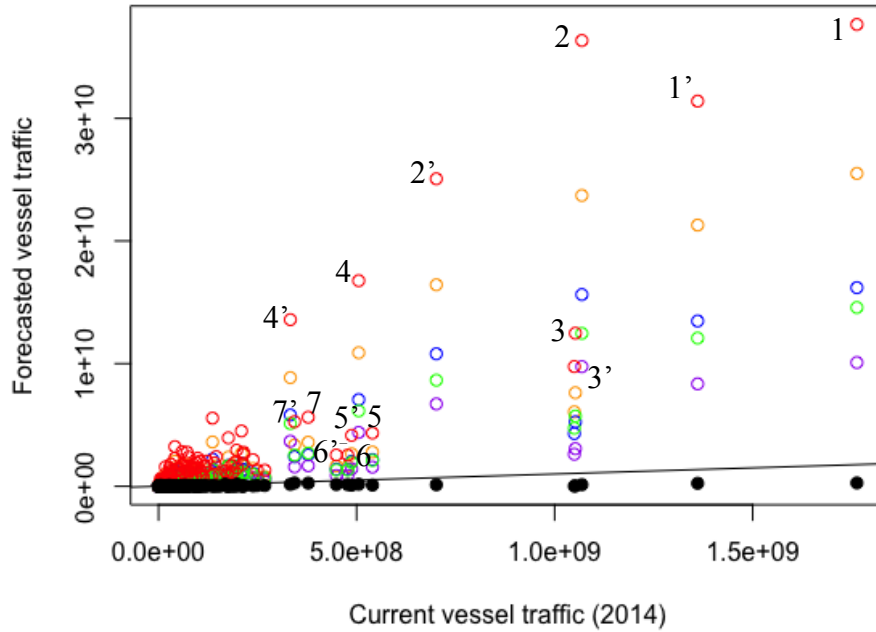 Forecasted vessel traffic
3e+10
2e+10
1e+10
0e+00
1
2
1’
2’
4
4’
3
3’
7’ 7
5’ 5
6’ 6
0.0e+00 5.0e+08 1.0e+09 1.5e+09
Current vessel traffic (2014)